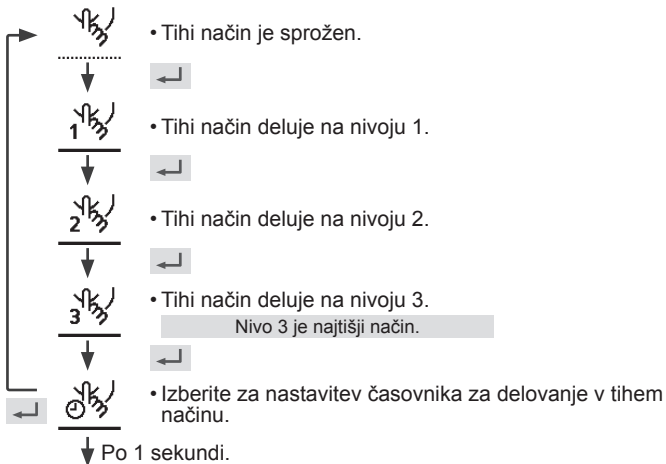 • Tihi način je sprožen.
1
• Tihi način deluje na nivoju 1.
2
• Tihi način deluje na nivoju 2.
3
• Tihi način deluje na nivoju 3.
Nivo 3 je najtišji način.
• Izberite za nastavitev časovnika za delovanje v tihem
načinu.
Po 1 sekundi.